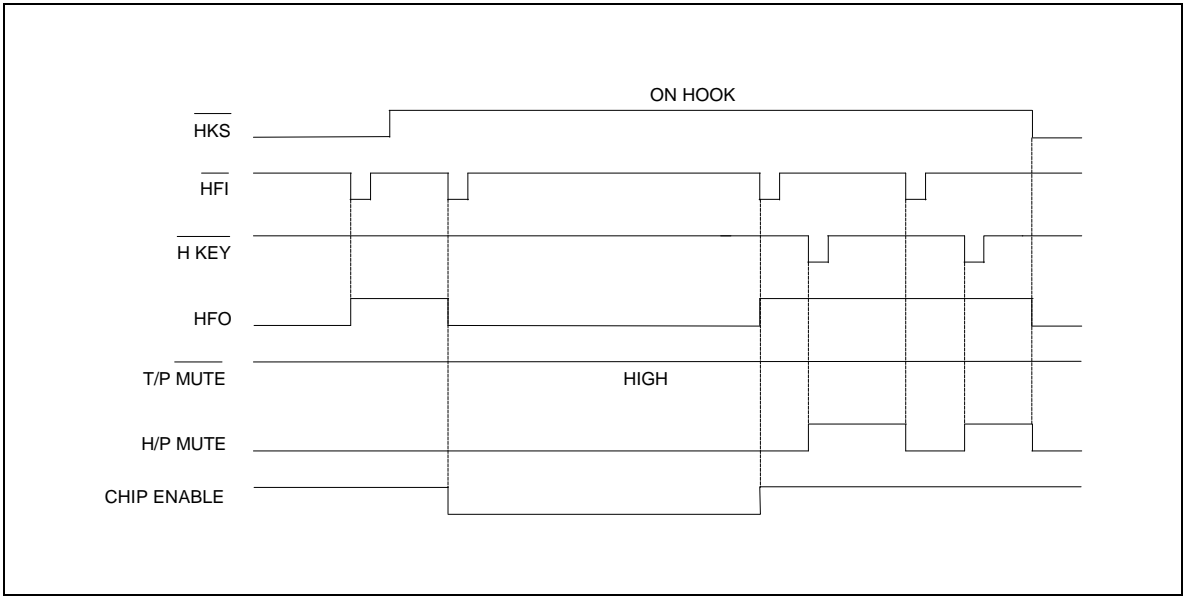 ON HOOK
HKS
HFI
H KEY
HFO
T/P MUTE
HIGH
H/P MUTE
CHIP ENABLE